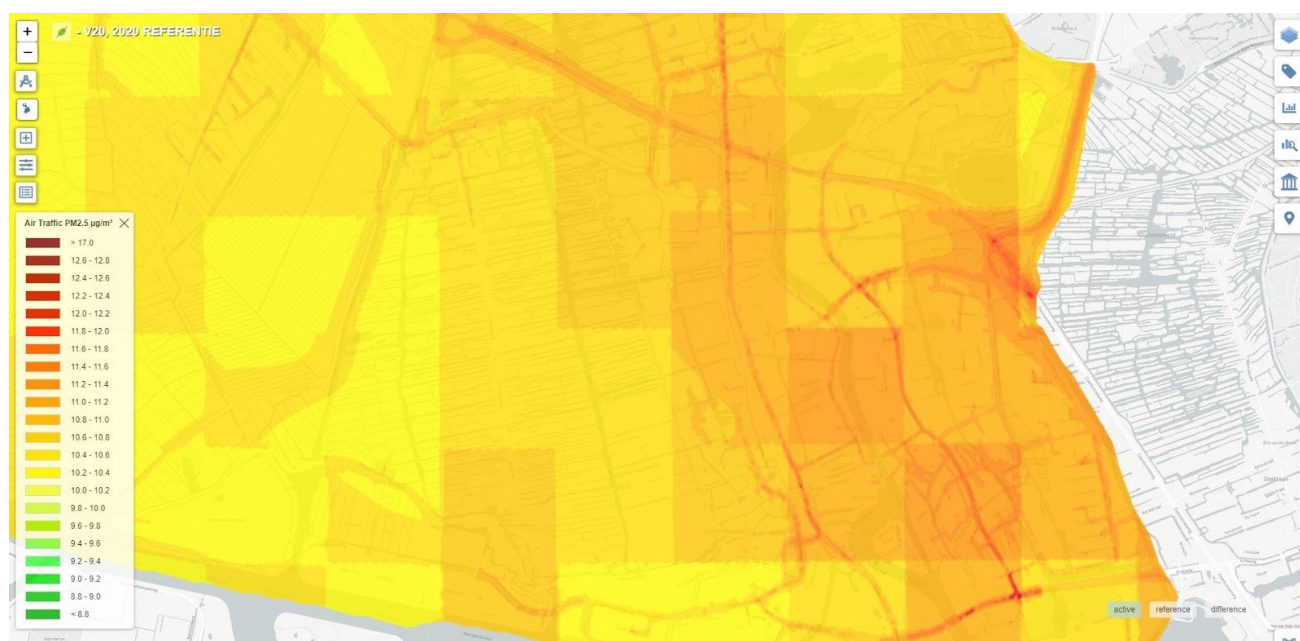 +
- V20, 2020 REFERENTIE
−
Air Traffic PM2.5 µg/m³
> 17.0
12.6 - 12.8
12.4 - 12.6
12.2 - 12.4
12.0 - 12.2
11.8 - 12.0
11.6 - 11.8
11.4 - 11.6
11.2 - 11.4
11.0 - 11.2
10.8 - 11.0
10.6 - 10.8
10.4 - 10.6
10.2 - 10.4
10.0 - 10.2
9.8 - 10.0
9.6 - 9.8
9.4 - 9.6
9.2 - 9.4
9.0 - 9.2
8.8 - 9.0
< 8.8
active reference difference